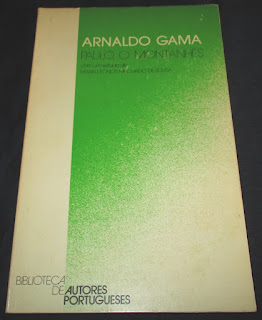 ARNALDO GAMA
PAULO, O MONTANHÊS
BIBLIOTECA
DE AUTORES
PORTUGUESES